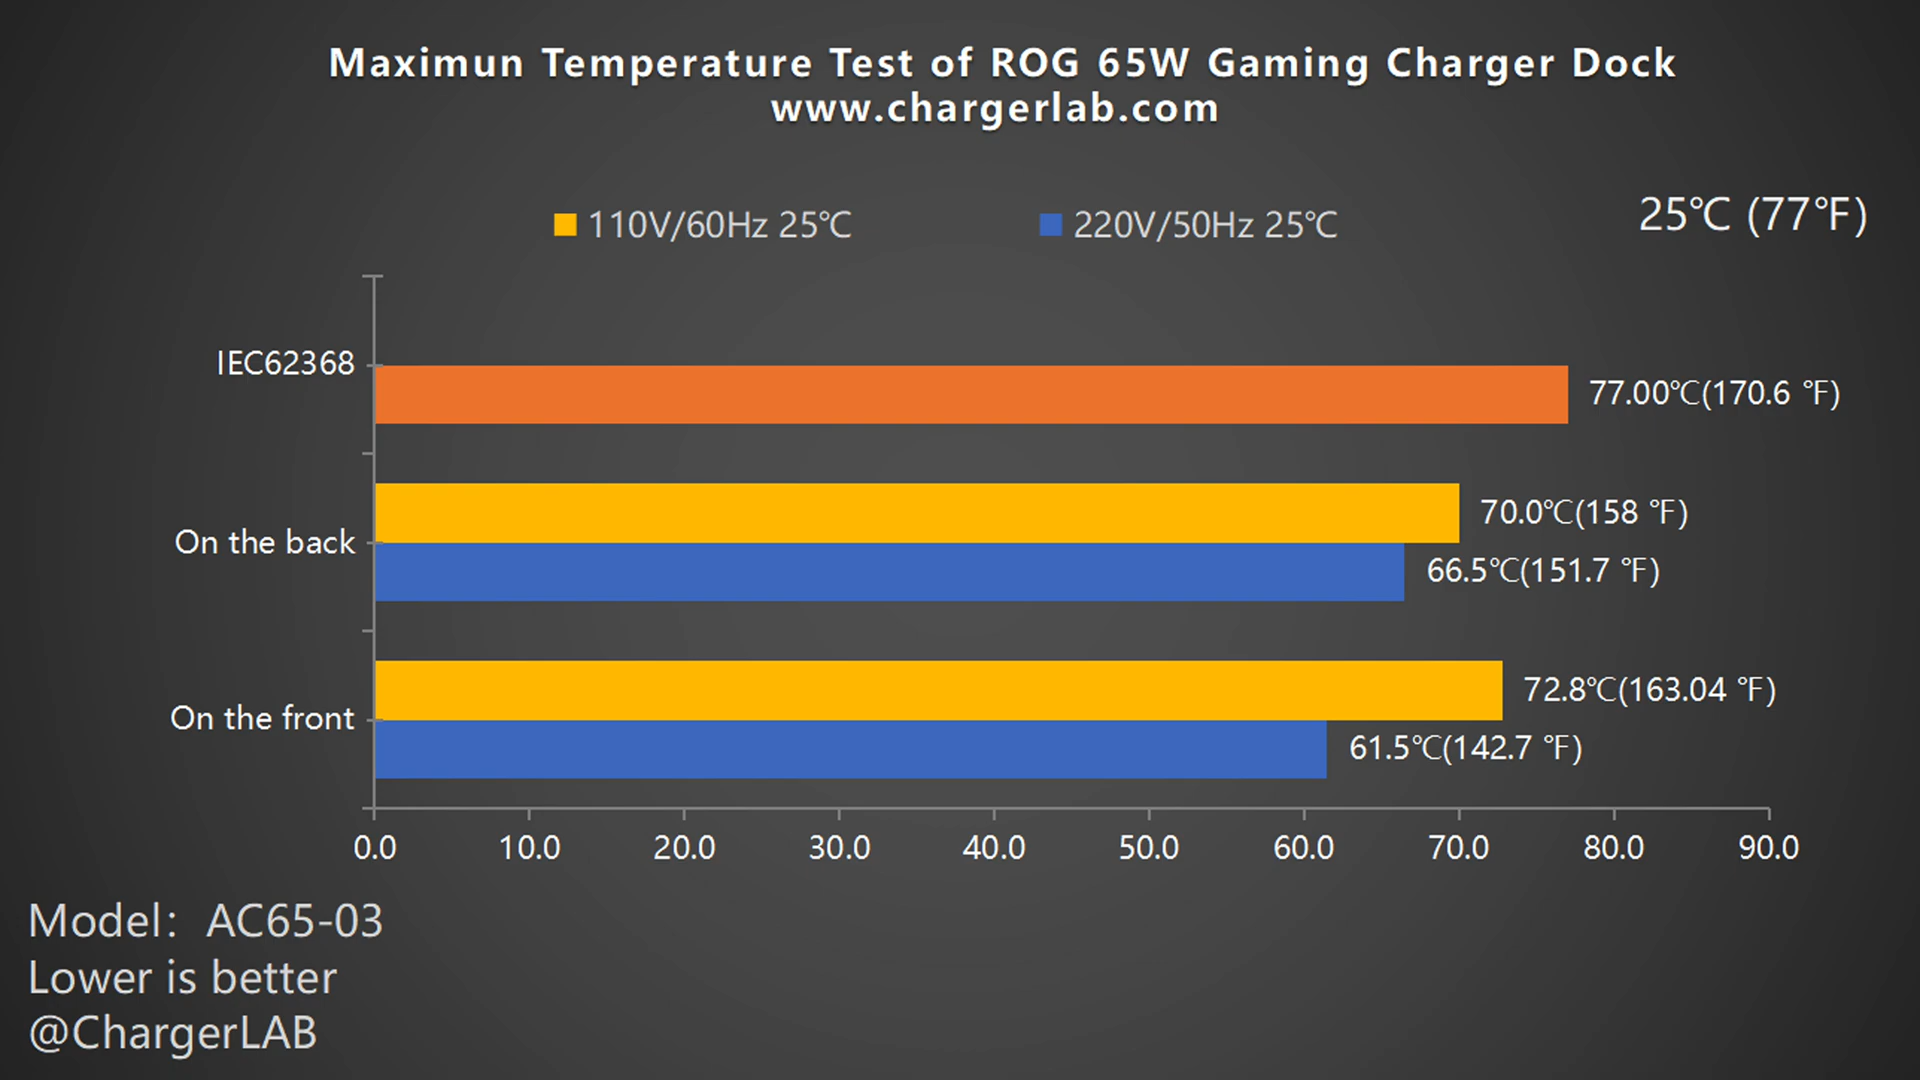 Maximun Temperature Test of ROG 65W Gaming Charger Dock
www.chargerlab.com
110V/60Hz 25℃
220V/50Hz 25℃
25℃ (77℉)
IEC62368
77.00℃(170.6 ℉)
On the back
70.0℃(158 ℉)
66.5℃(151.7 ℉)
On the front
72.8℃(163.04 ℉)
61.5℃(142.7 ℉)
0.0 10.0 20.0 30.0 40.0 50.0 60.0 70.0 80.0 90.0
Model： AC65-03
Lower is better
@ChargerLAB